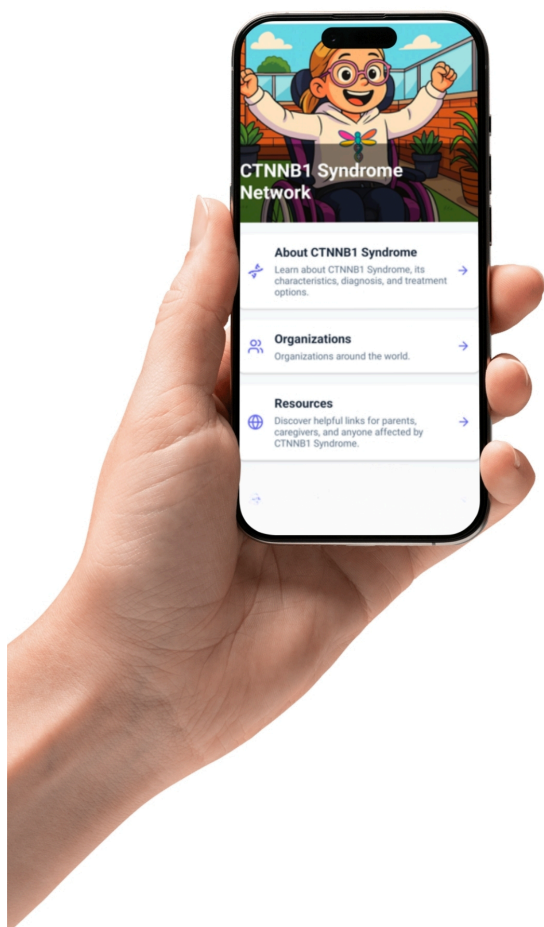 CTNNB1 Syndrome
Network
About CTNNB1 Syndrome
Learn about CTNNB1 Syndrome, its
characteristics, diagnosis, and treatment
options.
Organizations
Organizations around the world.
Resources
Discover helpful links for parents,
caregivers, and anyone affected by
CTNNB1 Syndrome.